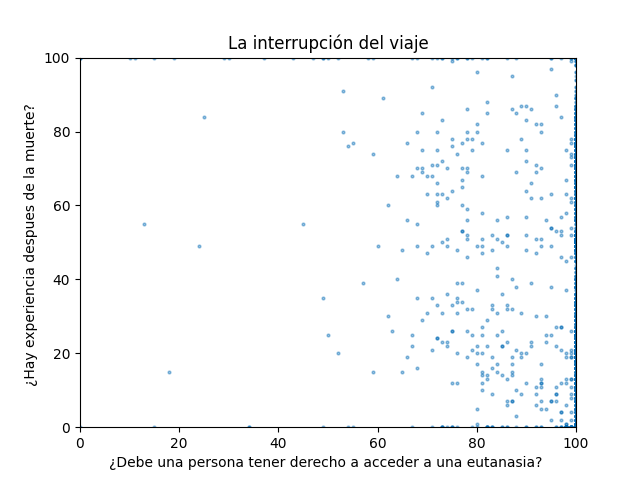 La interrupción del viaje
100
80
60
40
20
0
¿Hay experiencia despues de la muerte?
0 20 40 60 80 100
¿Debe una persona tener derecho a acceder a una eutanasia?